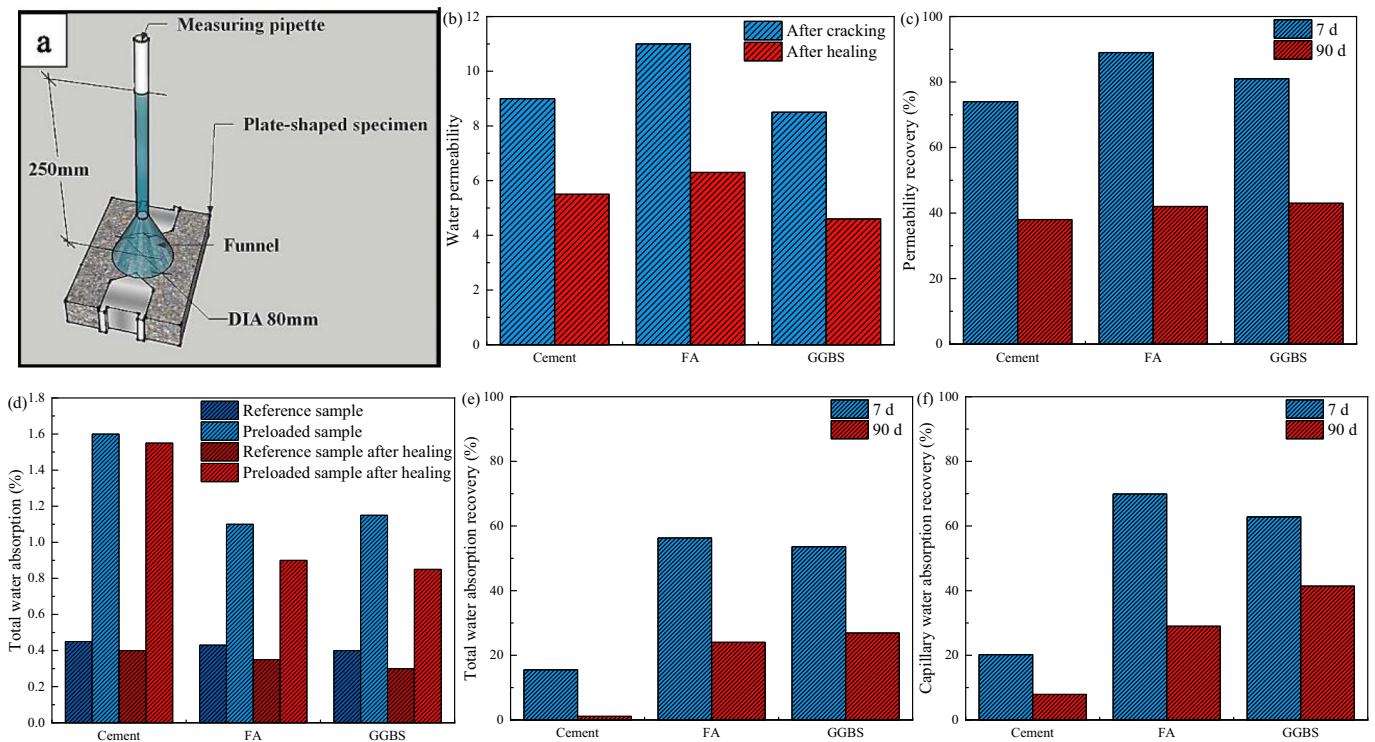 a
Measuring pipette
250mm
Plate-shaped specimen
Funnel
DIA 80mm
(b)
After cracking
After healing
Water permeability
12
10
8
6
4
2
0
Cement FA GGBS
(c)
7 d
90 d
Permeability recovery (%)
100
80
60
40
20
0
Cement FA GGBS
(d)
Reference sample
Preloaded sample
Reference sample after healing
Preloaded sample after healing
Total water absorption (%)
1.8
1.6
1.4
1.2
1.0
0.8
0.6
0.4
0.2
0.0
Cement FA GGBS
(e)
7 d
90 d
Total water absorption recovery (%)
100
80
60
40
20
0
Cement FA GGBS
(f)
7 d
90 d
Capillary water absorption recovery (%)
100
80
60
40
20
0
Cement FA GGBS